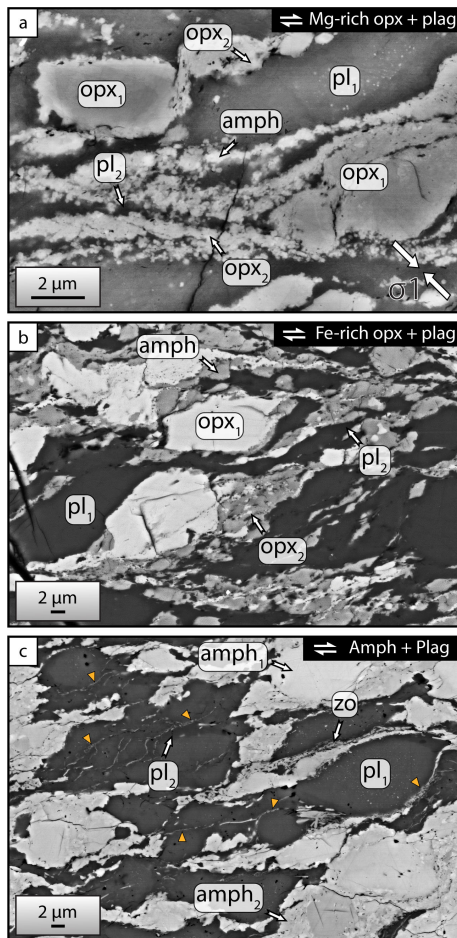 a
⇌ Mg-rich opx + plag
opx₂
opx₁
pl₁
amph
pl₂
opx₁
opx₂
σ1
2 µm
b
⇌ Fe-rich opx + plag
amph
opx₁
pl₂
pl₁
opx₂
2 µm
c
⇌ Amph + Plag
amph₁
zo
pl₂
pl₁
amph₂
2 µm